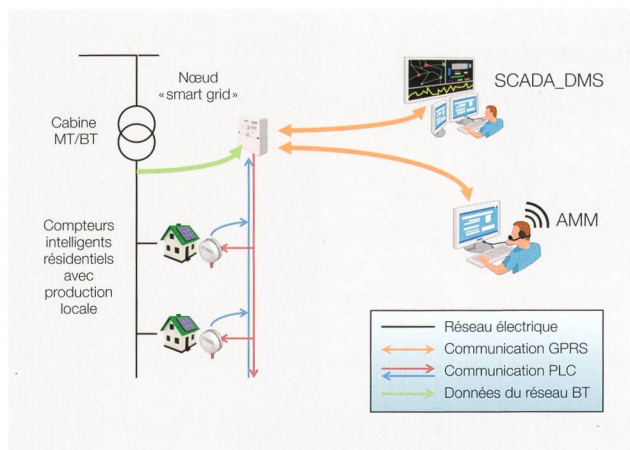 Nœud
«smart grid»
SCADA_DMS
Cabine
MT/BT
AMM
Compteurs
intelligents
résidentiels
avec
production
locale
Réseau électrique
Communication GPRS
Communication PLC
Données du réseau BT